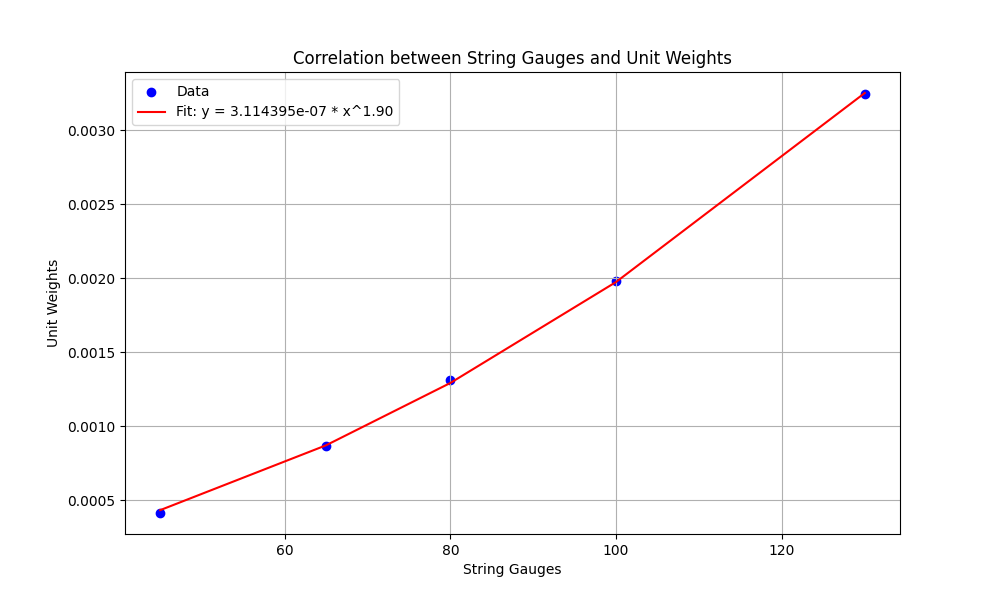 Correlation between String Gauges and Unit Weights
Data
Fit: y = 3.114395e-07 * x^1.90
0.0030
0.0025
0.0020
0.0015
0.0010
0.0005
Unit Weights
60
80
100
120
String Gauges